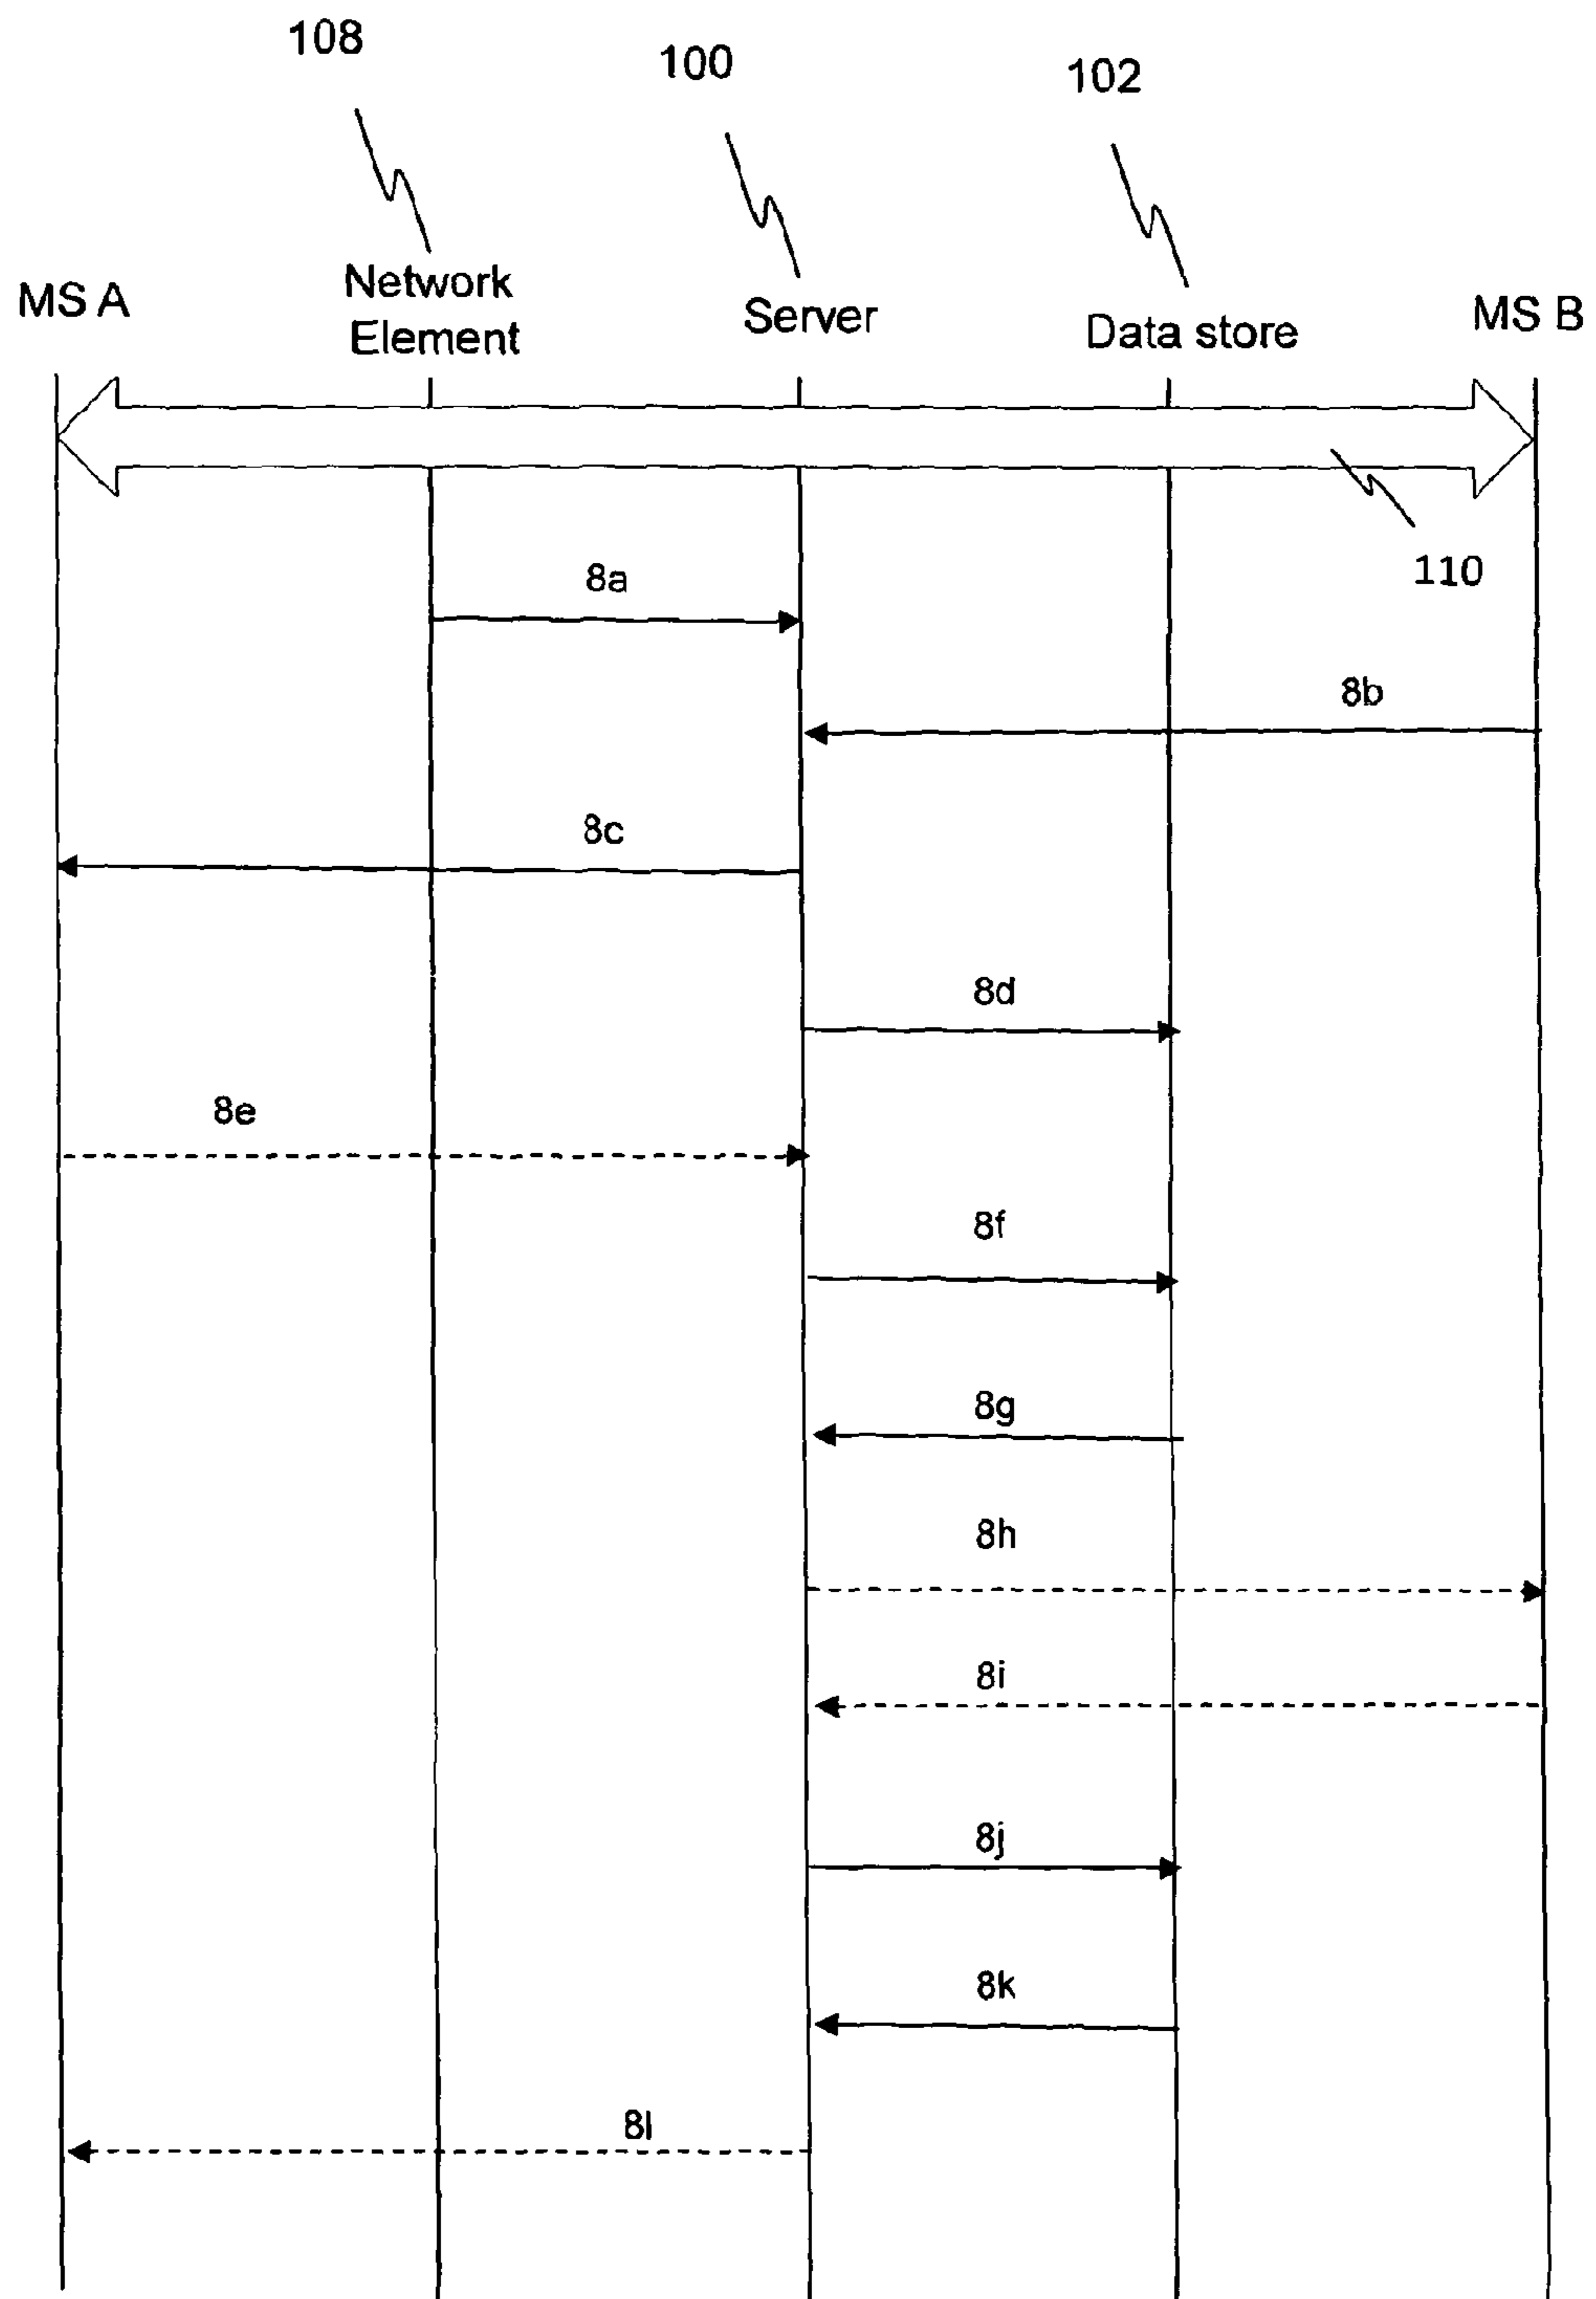 108
100
102
MS A
Network
Element
Server
Data store
MS B
110
8a
8b
8c
8d
8e
8f
8g
8h
8i
8j
8k
8l